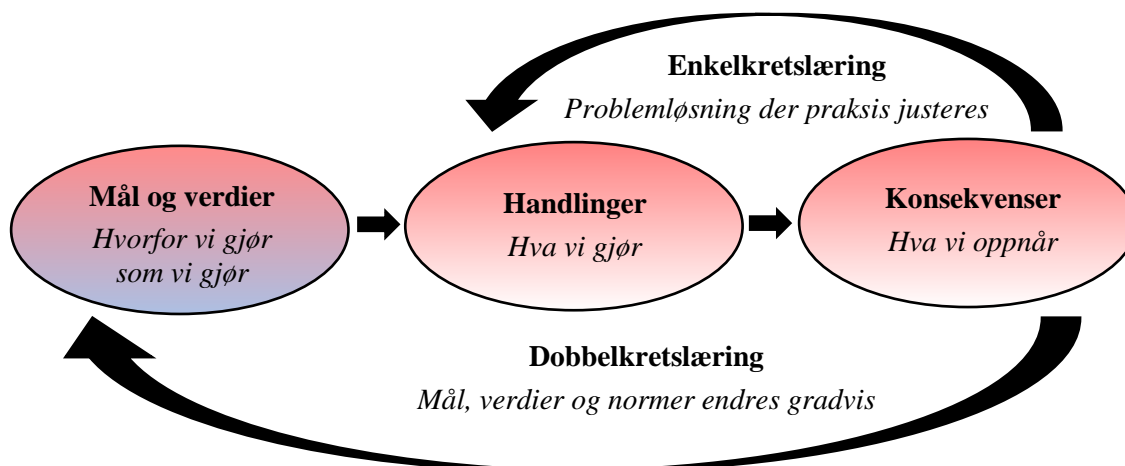 Enkelkretslæring
Problemløsning der praksis justeres
Mål og verdier
Hvorfor vi gjør
som vi gjør
Handlinger
Hva vi gjør
Konsekvenser
Hva vi oppnår
Dobbelkretslæring
Mål, verdier og normer endres gradvis